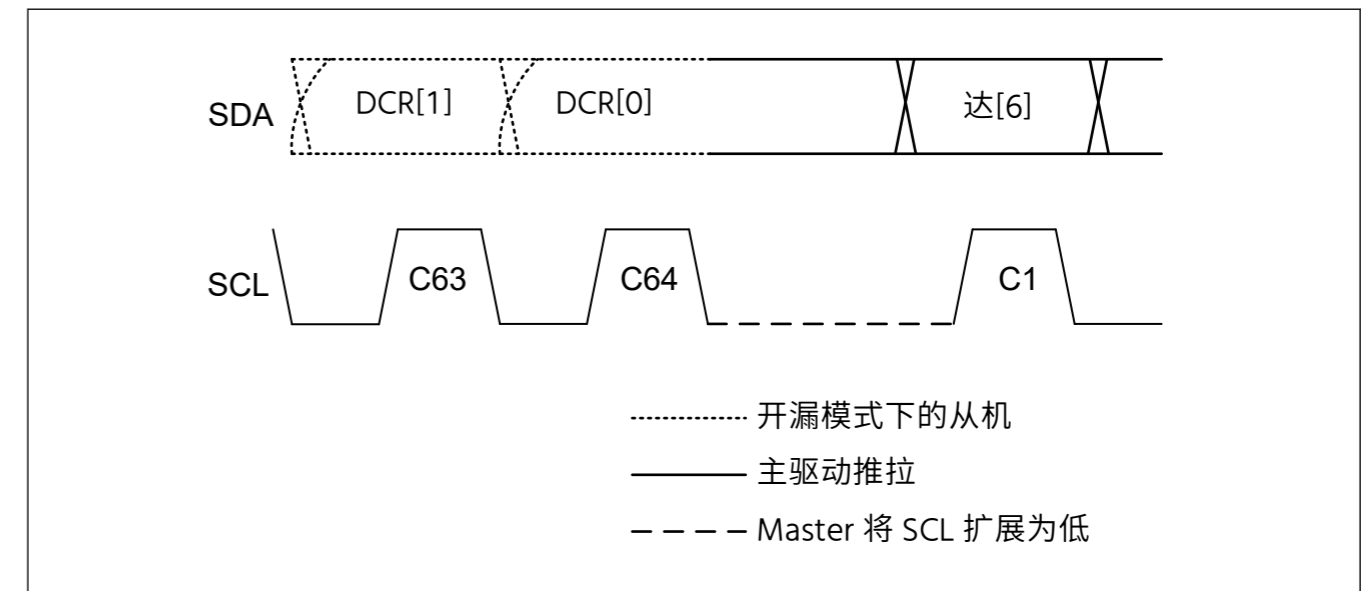 SDA DCR[1] DCR[0] 达[6]
SCL C63 C64 C1
开漏模式下的从机
主驱动推拉
Master 将 SCL 扩展为低